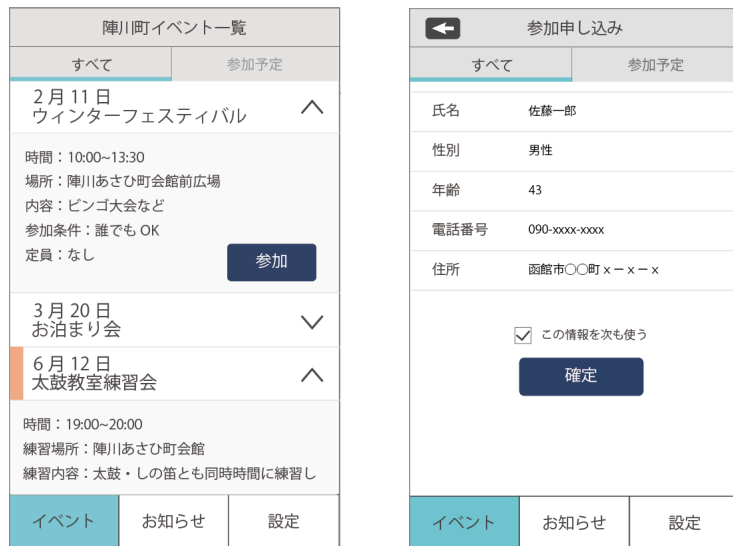 陣川町イベント一覧
すべて 参加予定
2月11日
ウィンターフェスティバル
時間：10:00~13:30
場所：陣川あさひ町会館前広場
内容：ビンゴ大会など
参加条件：誰でも OK
定員：なし
参加
3月20日
お泊まり会
6月12日
太鼓教室練習会
時間：19:00~20:00
練習場所：陣川あさひ町会館
練習内容：太鼓・しの笛とも同時時間に練習し
イベント お知らせ 設定
参加申し込み
すべて 参加予定
氏名 佐藤一郎
性別 男性
年齢 43
電話番号 090-xxxx-xxxx
住所 函館市○○町 x ー x ー x
この情報を次も使う
確定
イベント お知らせ 設定